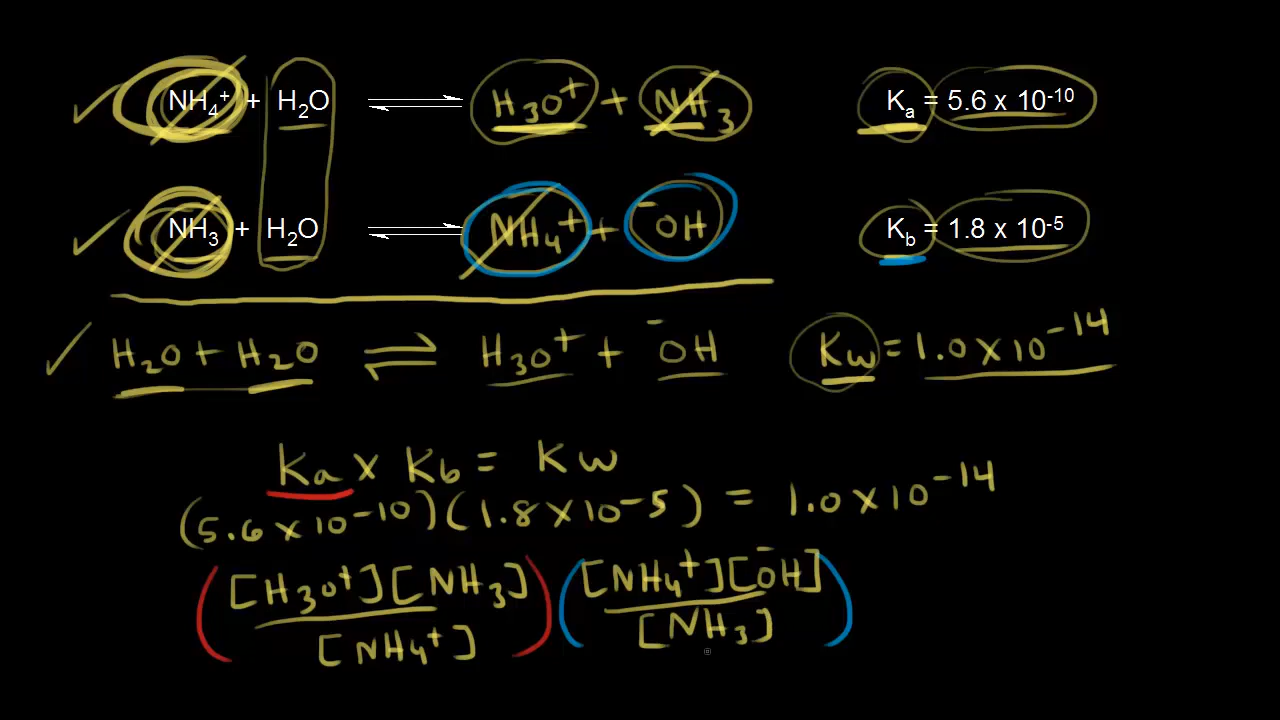 NH₄⁺ + H₂O ⇌ H₃O⁺ + NH₃ Kₐ = 5.6 x 10⁻¹⁰
NH₃ + H₂O ⇌ NH₄⁺ + ⁻OH K_b = 1.8 x 10⁻⁵
H₂O + H₂O ⇌ H₃O⁺ + ⁻OH Kw = 1.0 x 10⁻¹⁴
Ka x Kb = Kw
(5.6 x 10⁻¹⁰)(1.8 x 10⁻⁵) = 1.0 x 10⁻¹⁴
([H₃O⁺][NH₃] / [NH₄⁺]) ([NH₄⁺][⁻OH] / [NH₃])